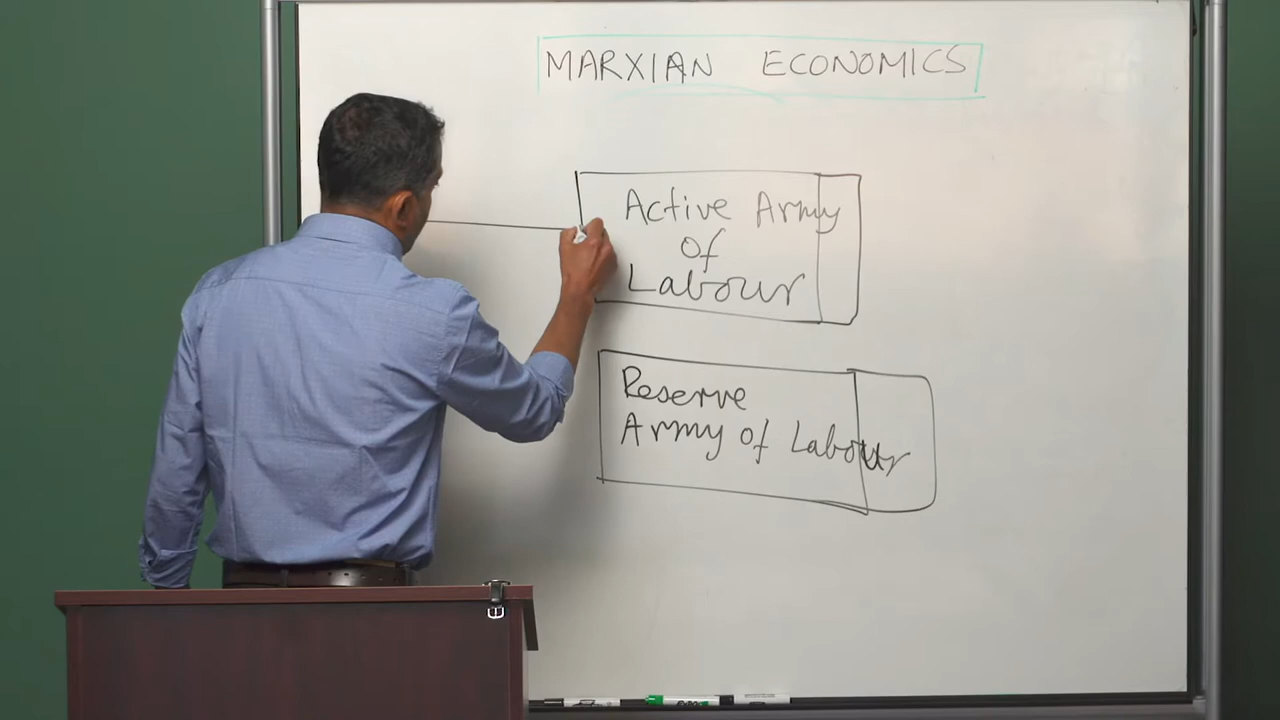 MARXIAN ECONOMICS
Active Army
of
Labour
Reserve
Army of Labour